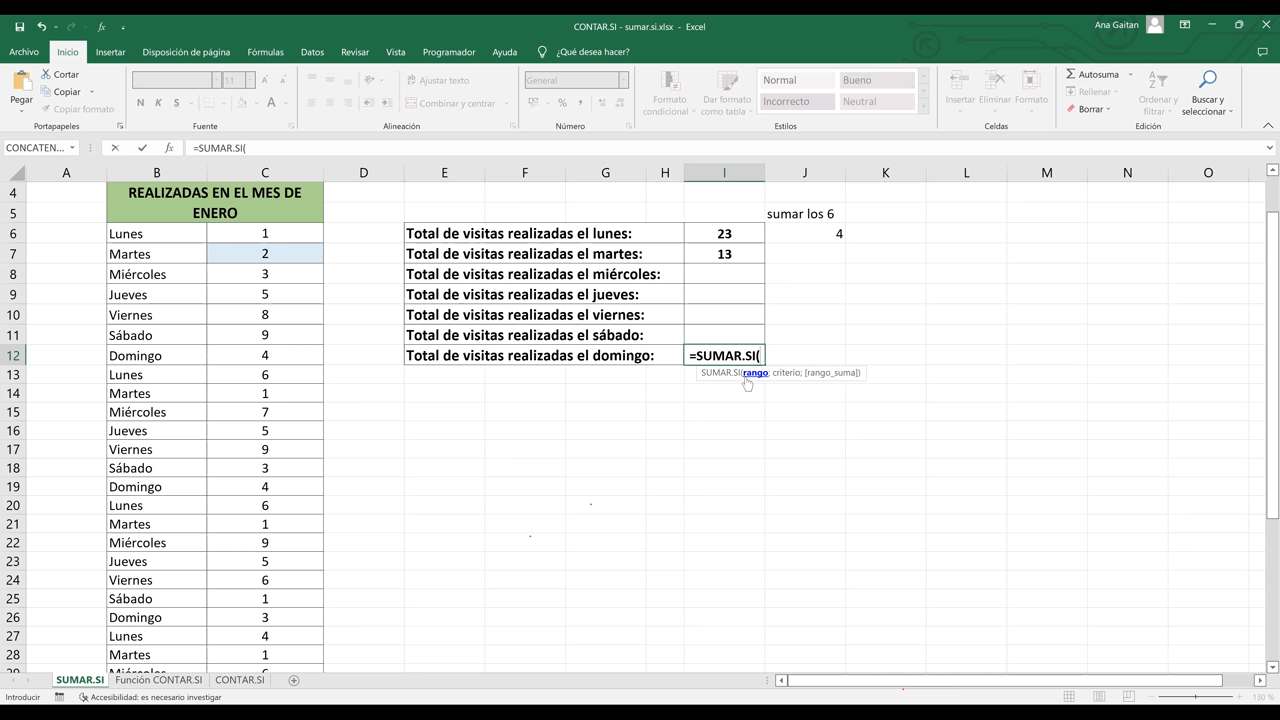 CONTAR.SI - sumar.si.xlsx - Excel
Ana Gaitan
Archivo Inicio Insertar Disposición de página Fórmulas Datos Revisar Vista Programador Ayuda ¿Qué desea hacer?
Pegar
Cortar
Copiar
Copiar formato
Portapapeles
11
N K S
A
Fuente
Ajustar texto
Combinar y centrar
Alineación
General
% 
Número
Formato condicional
Dar formato como tabla
Normal Bueno
Incorrecto Neutral
Estilos
Insertar Eliminar Formato
Celdas
Autosuma
Rellenar
Borrar
Ordenar y filtrar
Buscar y seleccionar
Edición
CONCATEN... fx =SUMAR.SI(
A B C D E F G H I J K L M N O
4 REALIZADAS EN EL MES DE
5 ENERO sumar los 6
6 Lunes 1 Total de visitas realizadas el lunes: 23 4
7 Martes 2 Total de visitas realizadas el martes: 13
8 Miércoles 3 Total de visitas realizadas el miércoles:
9 Jueves 5 Total de visitas realizadas el jueves:
10 Viernes 8 Total de visitas realizadas el viernes:
11 Sábado 9 Total de visitas realizadas el sábado:
12 Domingo 4 Total de visitas realizadas el domingo: =SUMAR.SI(
13 Lunes 6 SUMAR.SI(rango; criterio; [rango_suma])
14 Martes 1
15 Miércoles 7
16 Jueves 5
17 Viernes 9
18 Sábado 3
19 Domingo 4
20 Lunes 6
21 Martes 1
22 Miércoles 9
23 Jueves 5
24 Viernes 6
25 Sábado 1
26 Domingo 3
27 Lunes 4
28 Martes 1
SUMAR.SI Función CONTAR.SI CONTAR.SI
Introducir Accesibilidad: es necesario investigar 130 %